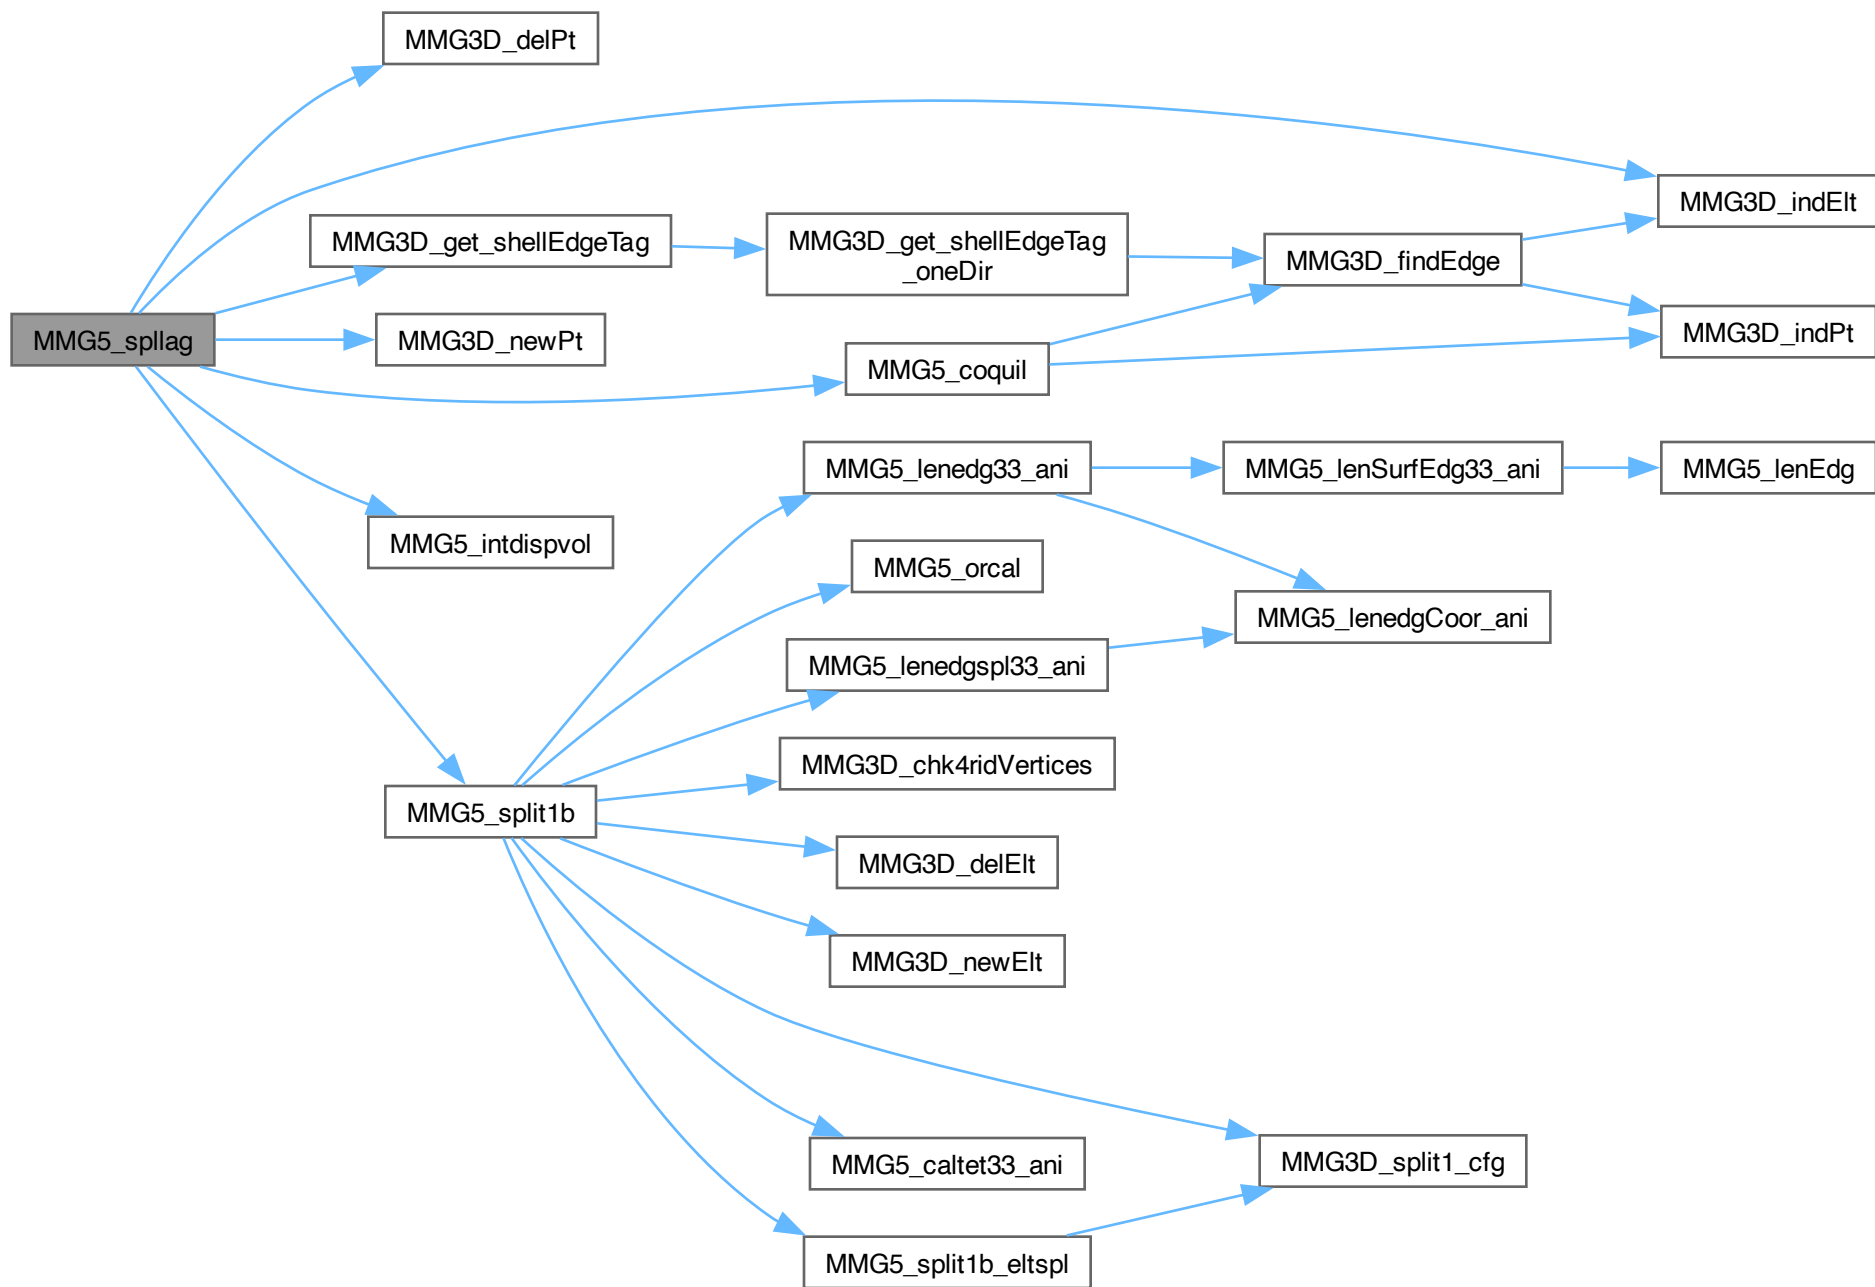 MMG3D_delPt
MMG3D_indElt
MMG3D_get_shellEdgeTag
MMG3D_get_shellEdgeTag
_oneDir
MMG3D_findEdge
MMG5_spllag
MMG3D_newPt
MMG3D_indPt
MMG5_coquil
MMG5_lenedg33_ani
MMG5_lenSurfEdg33_ani
MMG5_lenEdg
MMG5_intdispvol
MMG5_orcal
MMG5_lenedgCoor_ani
MMG5_lenedgspl33_ani
MMG3D_chk4ridVertices
MMG5_split1b
MMG3D_delElt
MMG3D_newElt
MMG5_caltet33_ani
MMG3D_split1_cfg
MMG5_split1b_eltspl